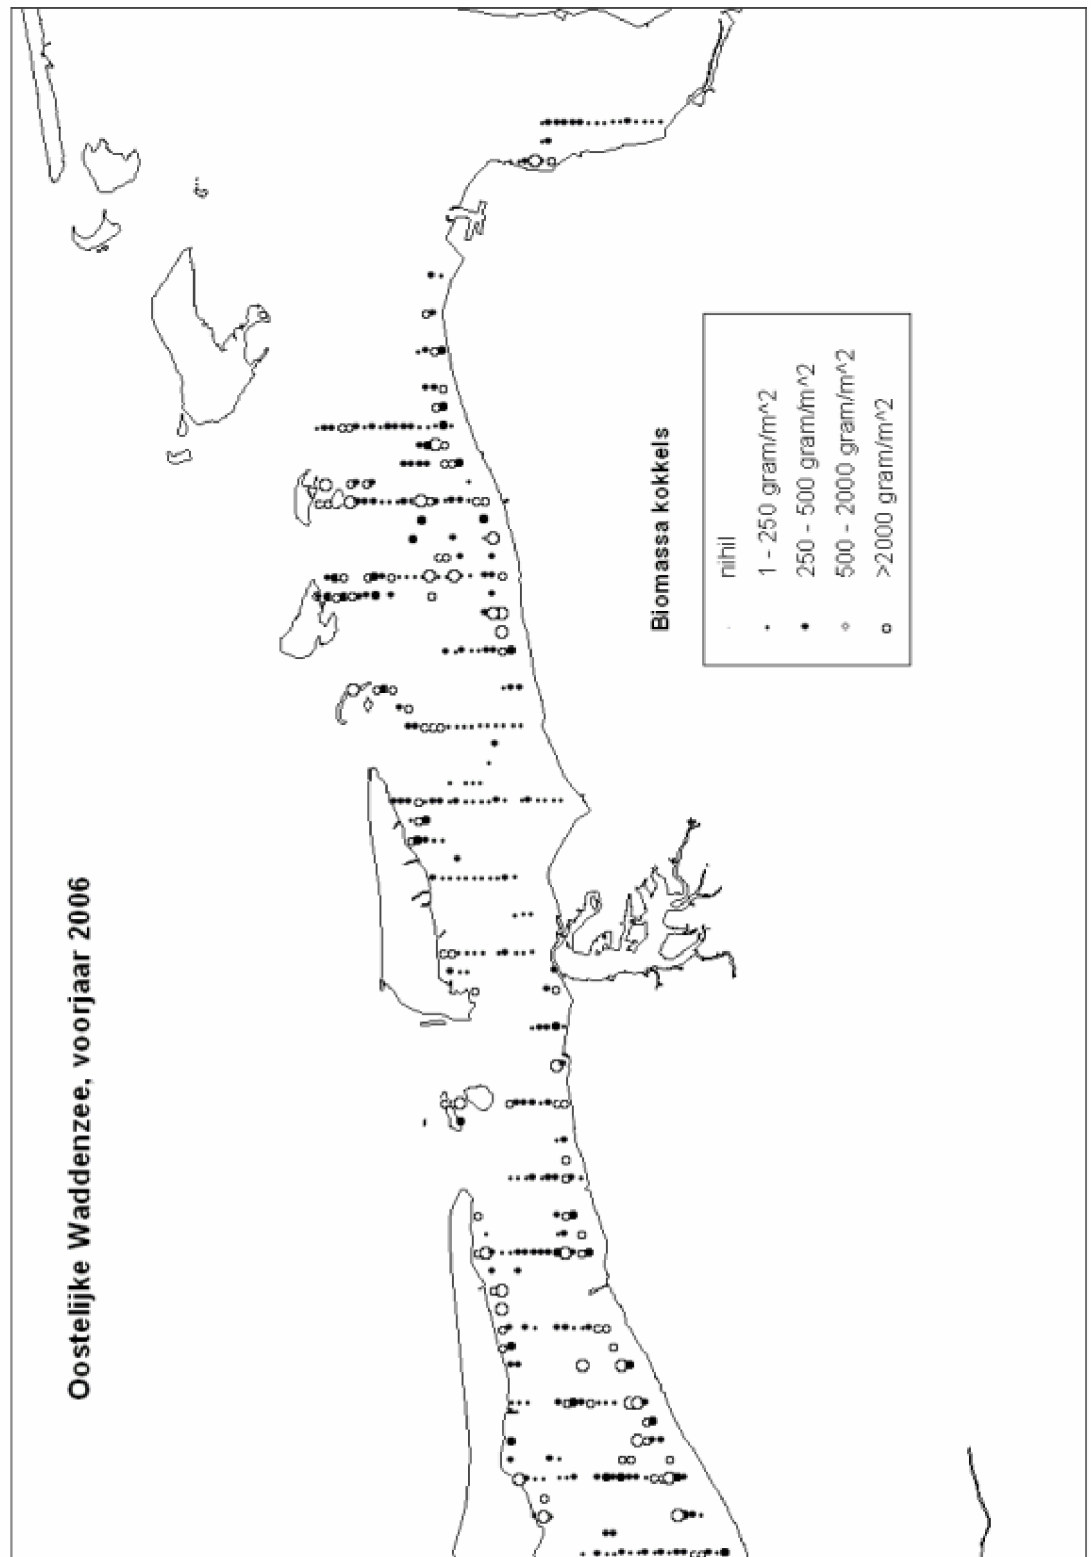 Oostelijke Waddenzee, voorjaar 2006
Biomassa kokkels
nihil
1 - 250 gram/m^2
250 - 500 gram/m^2
500 - 2000 gram/m^2
>2000 gram/m^2